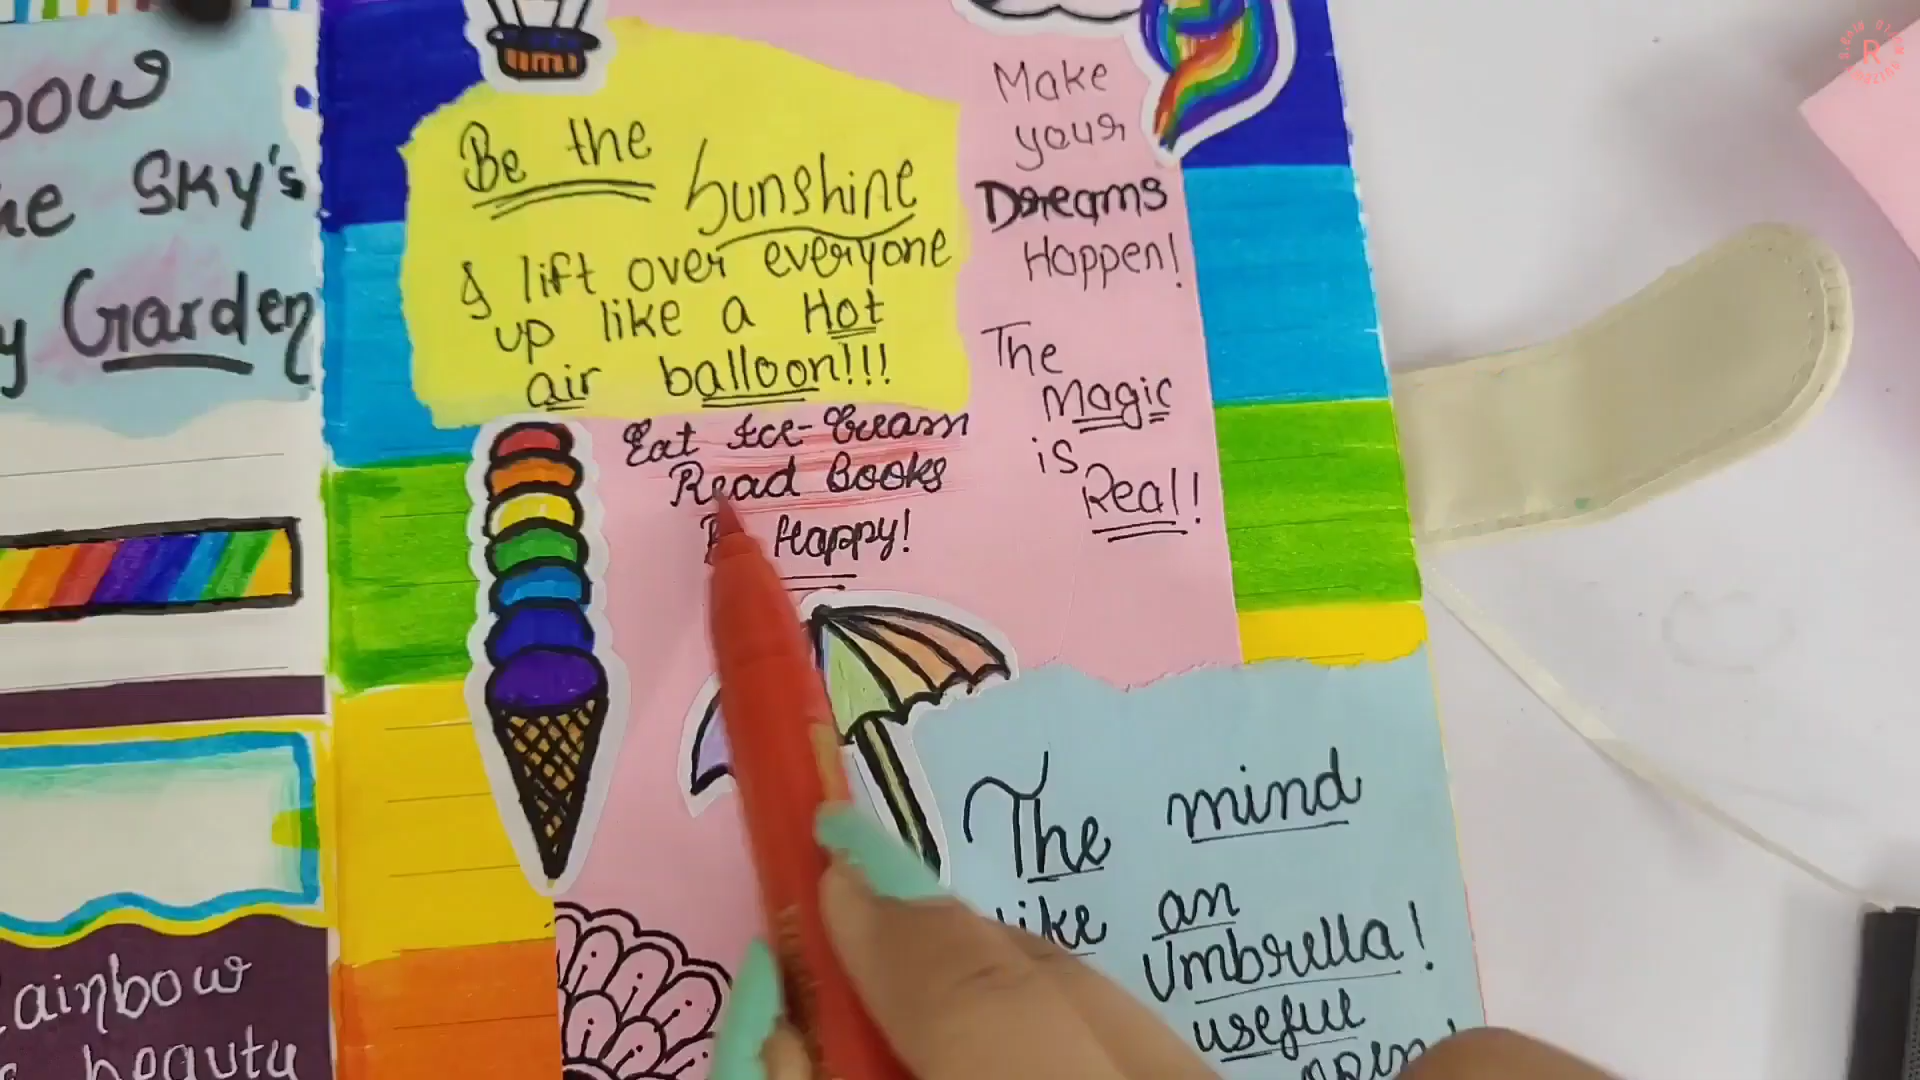 he Sky's
y Garden
Be the
Sunshine
& lift over everyone
up like a Hot
air balloon!!!
Make
your
Dreams
Happen!
The
Magic
is
Real!
Eat Ice-Cream
Read Books
Happy!
The mind
like an
Umbrella!
useful
open!
ainbow
beauty